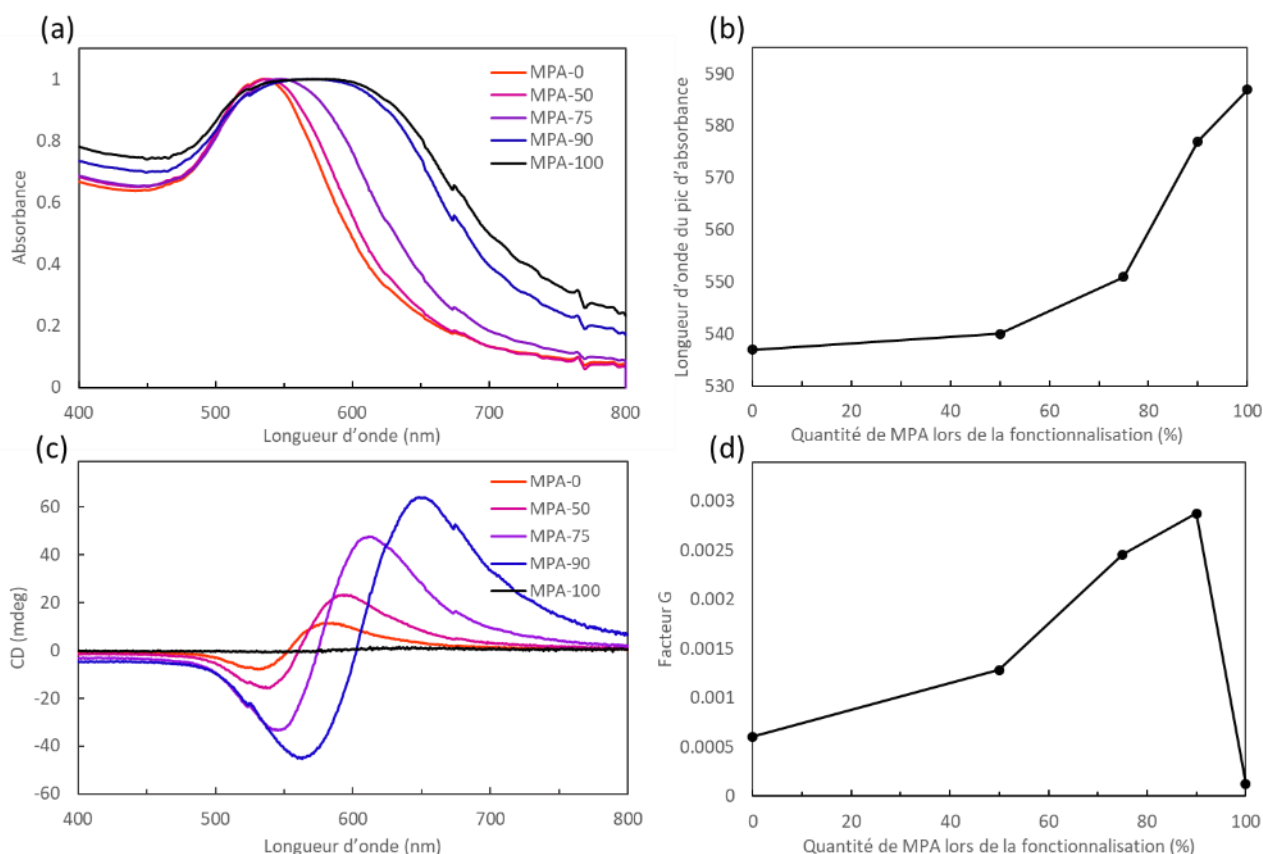 (a)
Absorbance
1
0.8
0.6
0.4
0.2
0
400
500
600
700
800
Longueur d'onde (nm)
MPA-0
MPA-50
MPA-75
MPA-90
MPA-100
(b)
Longueur d'onde du pic d'absorbance
590
580
570
560
550
540
530
0
20
40
60
80
100
Quantité de MPA lors de la fonctionnalisation (%)
(c)
CD (mdeg)
60
40
20
0
-20
-40
-60
400
500
600
700
800
Longueur d'onde (nm)
MPA-0
MPA-50
MPA-75
MPA-90
MPA-100
(d)
Facteur G
0.003
0.0025
0.002
0.0015
0.001
0.0005
0
0
20
40
60
80
100
Quantité de MPA lors de la fonctionnalisation (%)